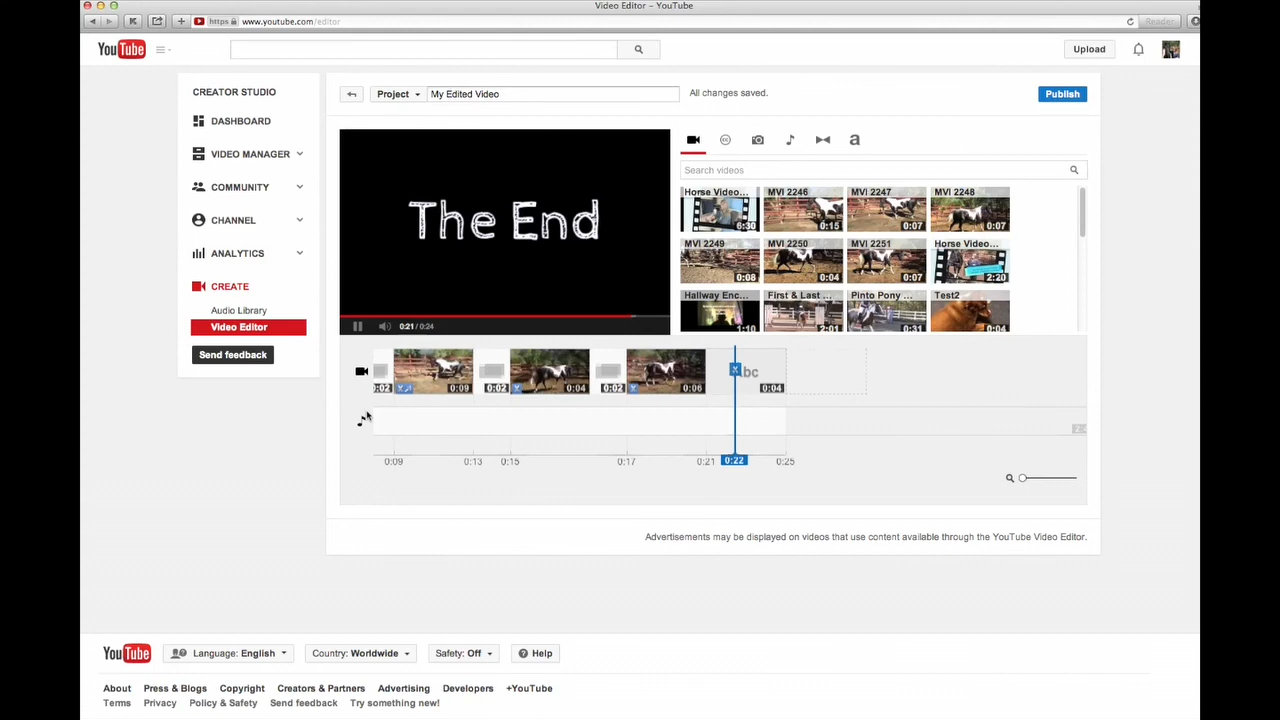 Video Editor – YouTube
https www.youtube.com/editor Reader
YouTube Upload
CREATOR STUDIO
DASHBOARD
VIDEO MANAGER
COMMUNITY
CHANNEL
ANALYTICS
CREATE
Audio Library
Video Editor
Send feedback
Project My Edited Video All changes saved. Publish
The End
0:21 / 0:24
cc a
Search videos
Horse Video... MVI 2246 MVI 2247 MVI 2248
6:30 0:15 0:07 0:07
MVI 2249 MVI 2250 MVI 2251 Horse Video...
0:08 0:04 0:07 2:20
Hallway Enc... First & Last ... Pinto Pony ... Test2
1:10 2:01 0:31 0:04
bc
0:02 0:09 0:02 0:04 0:02 0:06 0:04
0:09 0:13 0:15 0:17 0:21 0:22 0:25
Advertisements may be displayed on videos that use content available through the YouTube Video Editor.
YouTube Language: English Country: Worldwide Safety: Off Help
About Press & Blogs Copyright Creators & Partners Advertising Developers +YouTube
Terms Privacy Policy & Safety Send feedback Try something new!